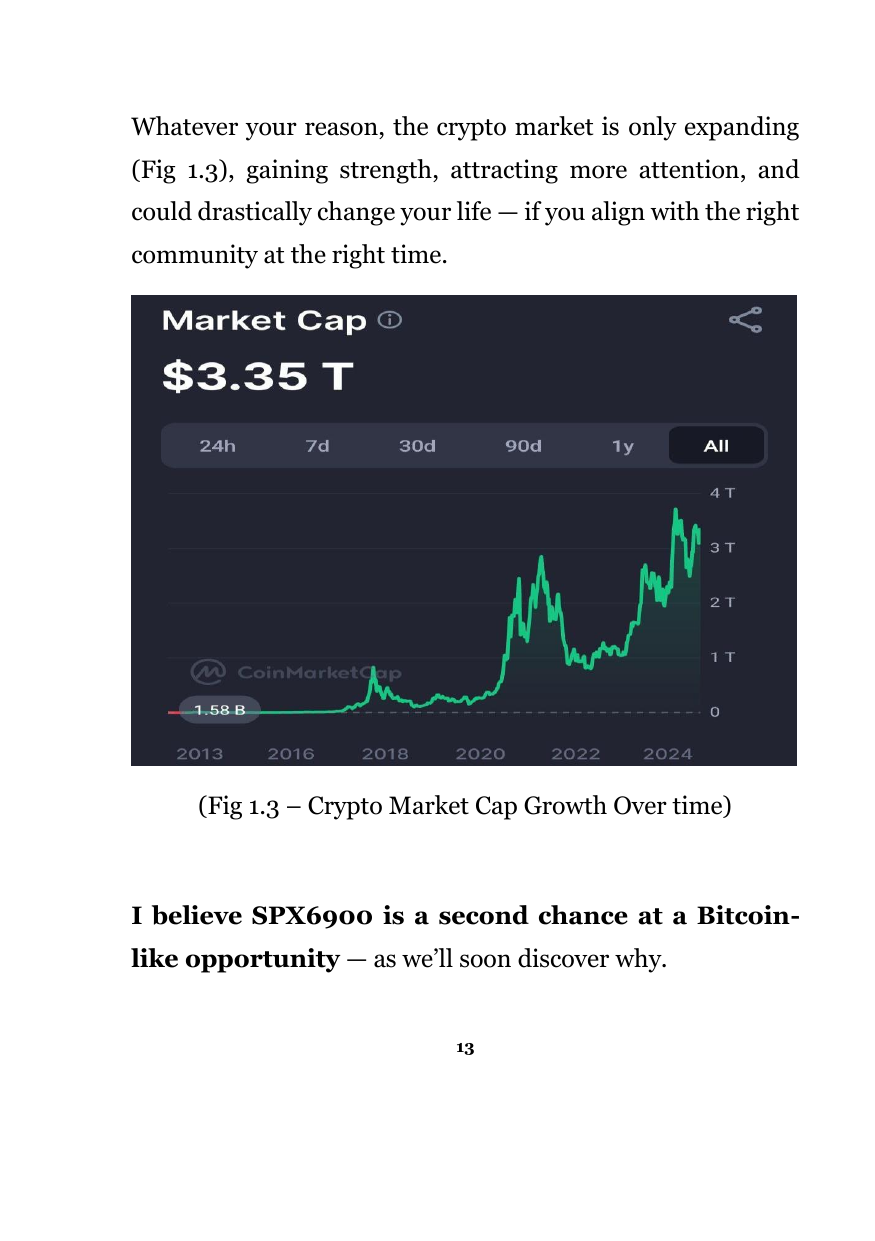 Whatever your reason, the crypto market is only expanding
(Fig 1.3), gaining strength, attracting more attention, and
could drastically change your life — if you align with the right
community at the right time.
Market Cap
$3.35 T
24h 7d 30d 90d 1y All
4 T
3 T
2 T
1 T
CoinMarketCap
1.58 B
0
2013 2016 2018 2020 2022 2024
(Fig 1.3 – Crypto Market Cap Growth Over time)
I believe SPX6900 is a second chance at a Bitcoin-
like opportunity — as we’ll soon discover why.
13